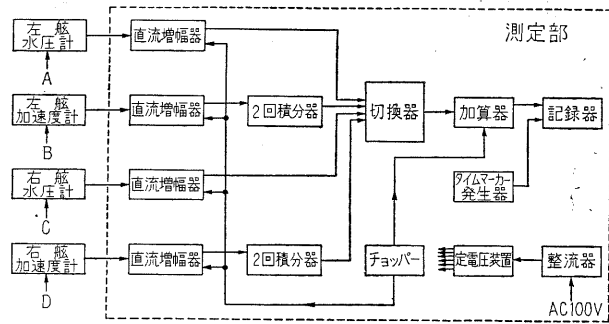 測定部
左舷
水圧計
A
直流増幅器
左舷
加速度計
B
直流増幅器
2回積分器
切換器
加算器
記録器
タイムマーカー
発生器
右舷
水圧計
C
直流増幅器
右舷
加速度計
D
直流増幅器
2回積分器
チョッパー
定電圧装置
整流器
AC100V